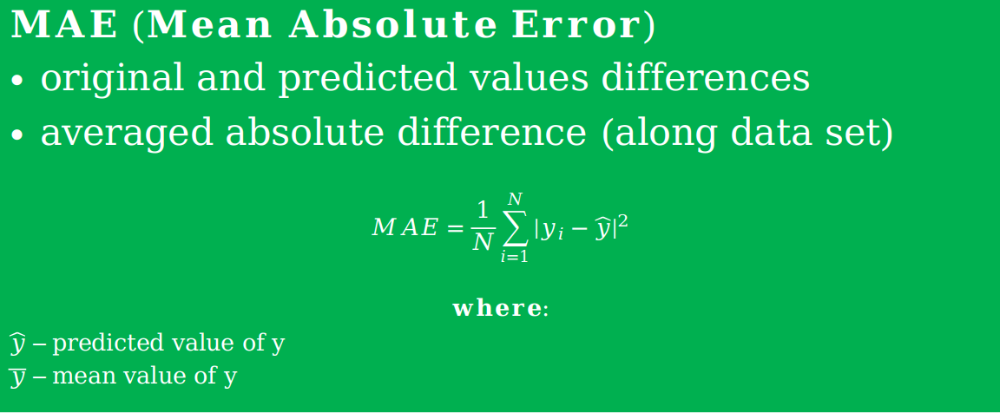 MAE (Mean Absolute Error)
• original and predicted values differences
• averaged absolute difference (along data set)
MAE = \frac{1}{N} \sum_{i=1}^{N} |y_i − \widehat{y}|^2
where:
\widehat{y} – predicted value of y
\overline{y} – mean value of y